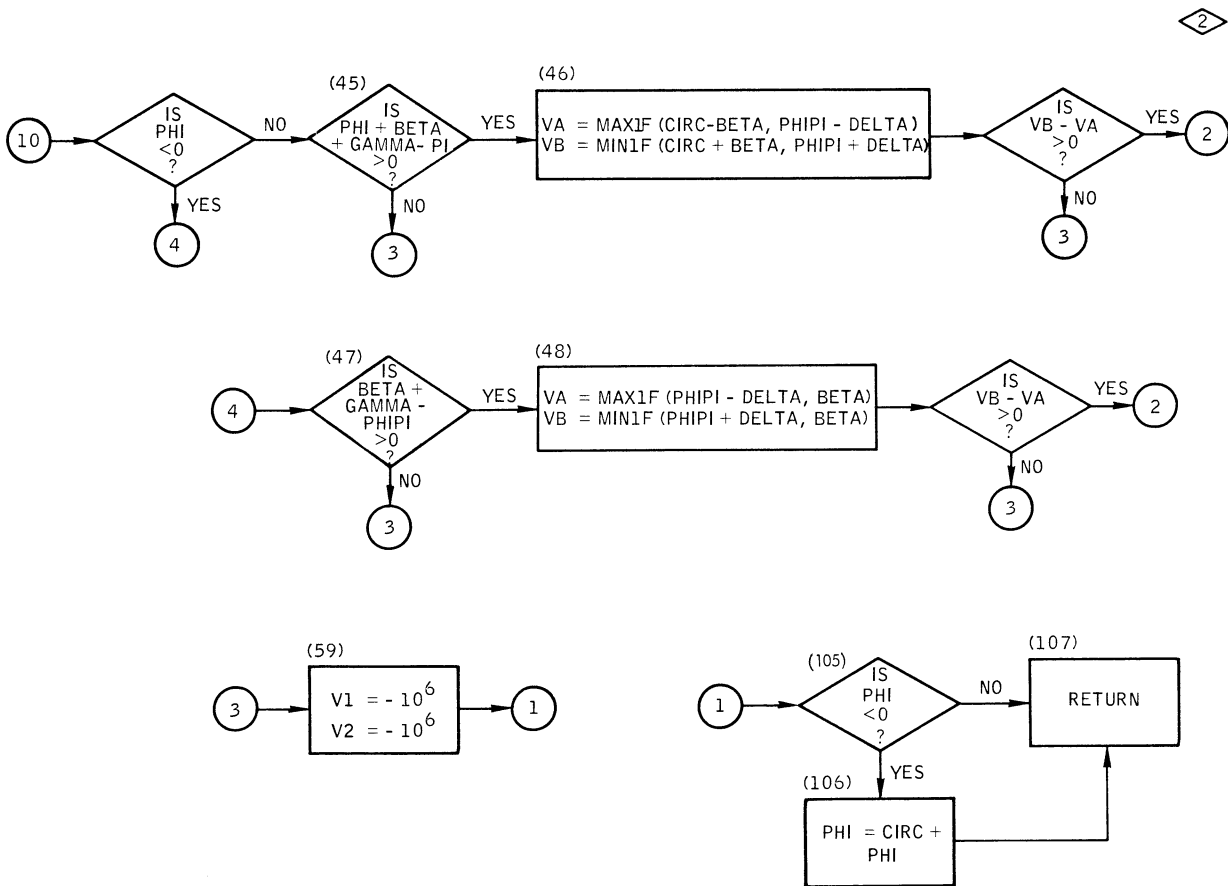 2
10
IS
PHI
<0
?
NO
YES
4
(45)
IS
PHI + BETA
+ GAMMA- PI
>0
?
YES
NO
3
(46)
VA = MAX1F (CIRC-BETA, PHIPI - DELTA)
VB = MIN1F (CIRC + BETA, PHIPI + DELTA)
IS
VB - VA
>0
?
YES
2
NO
3
4
(47)
IS
BETA +
GAMMA -
PHIPI
>0
?
YES
NO
3
(48)
VA = MAX1F (PHIPI - DELTA, BETA)
VB = MIN1F (PHIPI + DELTA, BETA)
IS
VB - VA
>0
?
YES
2
NO
3
3
(59)
V1 = - 10^6
V2 = - 10^6
1
1
(105)
IS
PHI
<0
?
NO
YES
(107)
RETURN
(106)
PHI = CIRC +
PHI